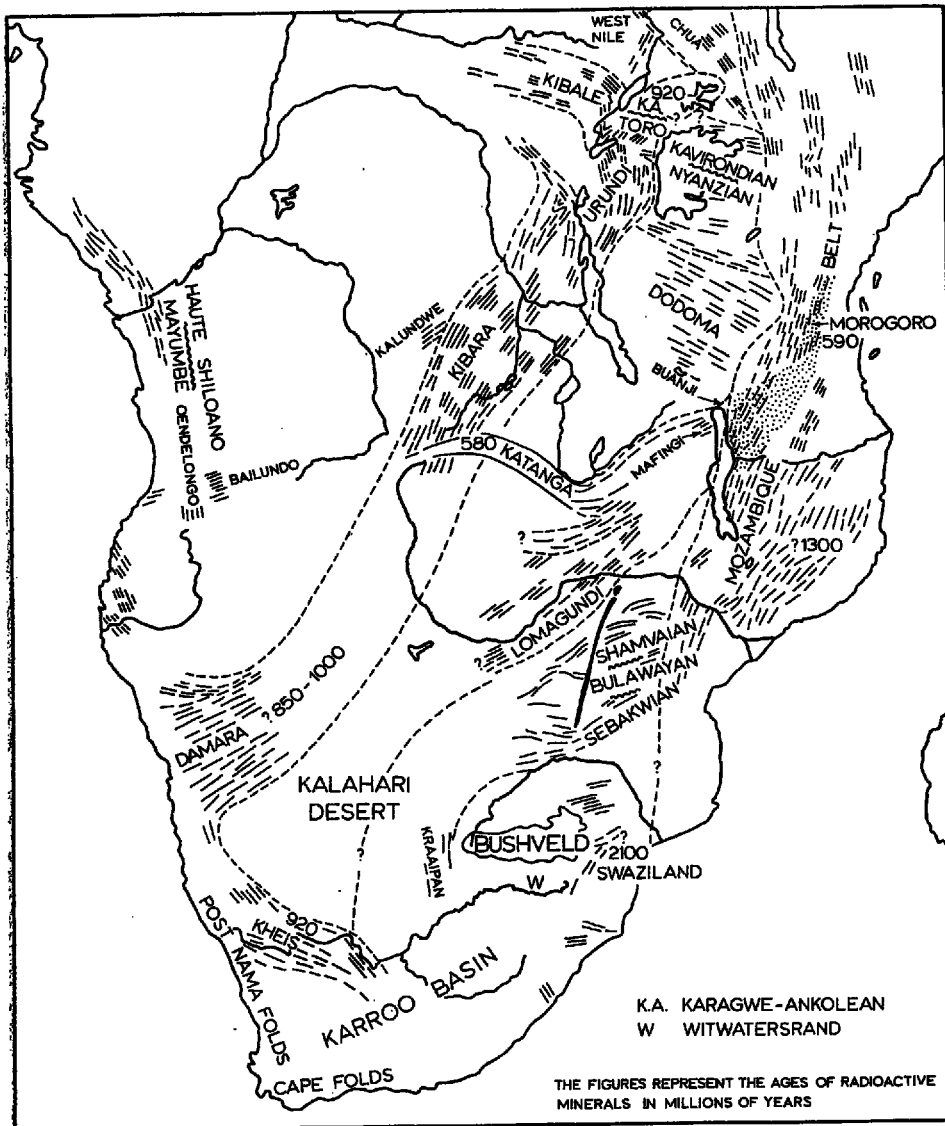 WEST
NILE
CHUA
KIBALE
920
K.A.
TORO
KAVIRONDIAN
NYANZIAN
URUNDI
BELT
DODOMA
MOROGORO
590
HAUTE SHILOANO
MAYUMBE
OENDELONGO
KALUNDWE
KIBARA
BUANJI
BAILUNDO
580 KATANGA
MAFINGI
MOZAMBIQUE
?
?1300
LOMAGUNDI
?
SHAMVAIAN
BULAWAYAN
SEBAKWIAN
? 850-1000
DAMARA
KALAHARI
DESERT
?
?
KRAAIPAN
BUSHVELD
?
2100
SWAZILAND
W
920
KHEIS
POST NAMA FOLDS
KARROO BASIN
CAPE FOLDS
K.A. KARAGWE-ANKOLEAN
W WITWATERSRAND
THE FIGURES REPRESENT THE AGES OF RADIOACTIVE
MINERALS IN MILLIONS OF YEARS